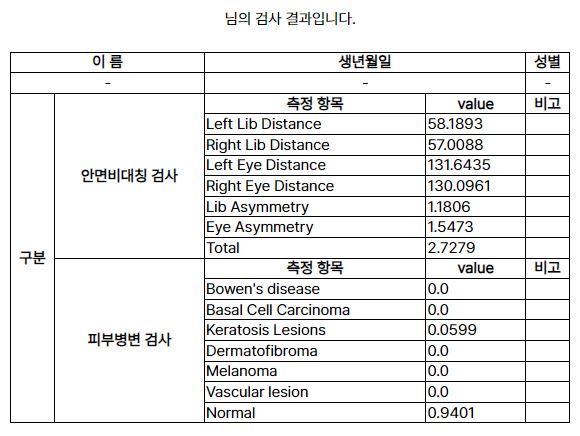 님의 검사 결과입니다.
이 름 생년월일 성별
- - -
구분
안면비대칭 검사
측정 항목 value 비고
Left Lib Distance 58.1893
Right Lib Distance 57.0088
Left Eye Distance 131.6435
Right Eye Distance 130.0961
Lib Asymmetry 1.1806
Eye Asymmetry 1.5473
Total 2.7279
피부병변 검사
측정 항목 value 비고
Bowen's disease 0.0
Basal Cell Carcinoma 0.0
Keratosis Lesions 0.0599
Dermatofibroma 0.0
Melanoma 0.0
Vascular lesion 0.0
Normal 0.9401